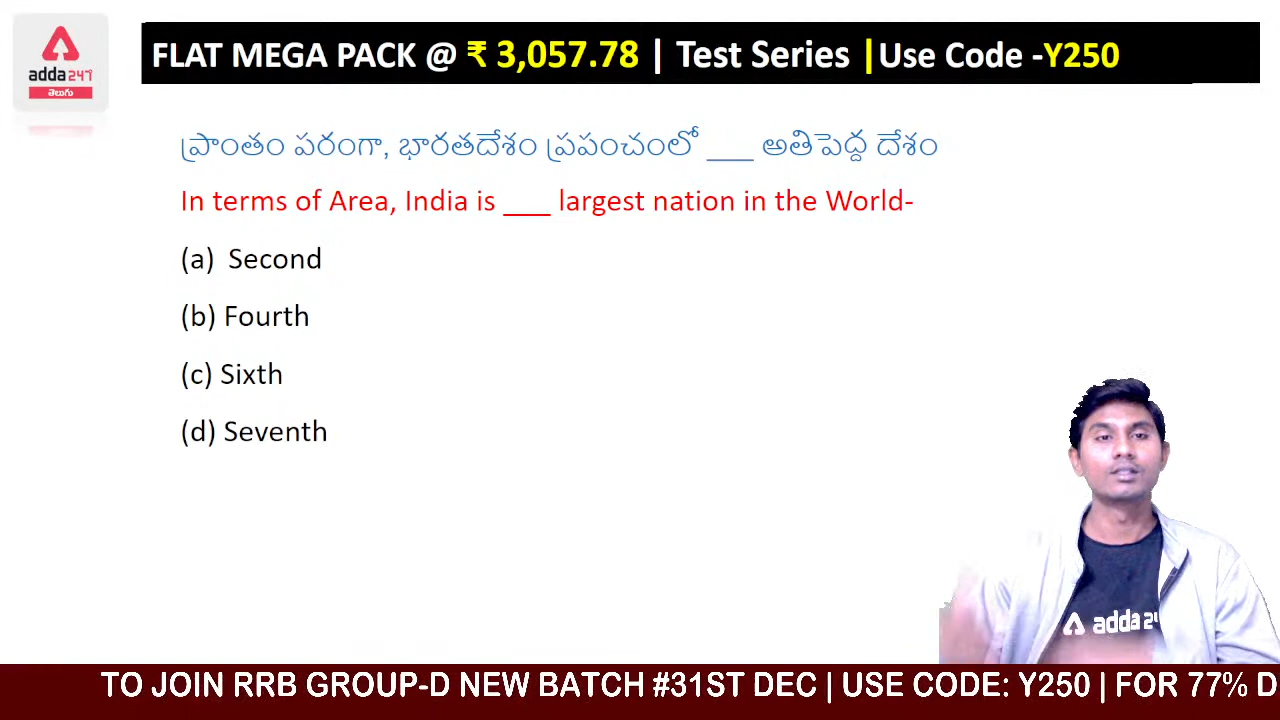 FLAT MEGA PACK @ ₹ 3,057.78 | Test Series |Use Code -Y250
adda247
తెలుగు
ప్రాంతం పరంగా, భారతదేశం ప్రపంచంలో ___ అతిపెద్ద దేశం
In terms of Area, India is ___ largest nation in the World-
(a) Second
(b) Fourth
(c) Sixth
(d) Seventh
adda 24
TO JOIN RRB GROUP-D NEW BATCH #31ST DEC | USE CODE: Y250 | FOR 77% D